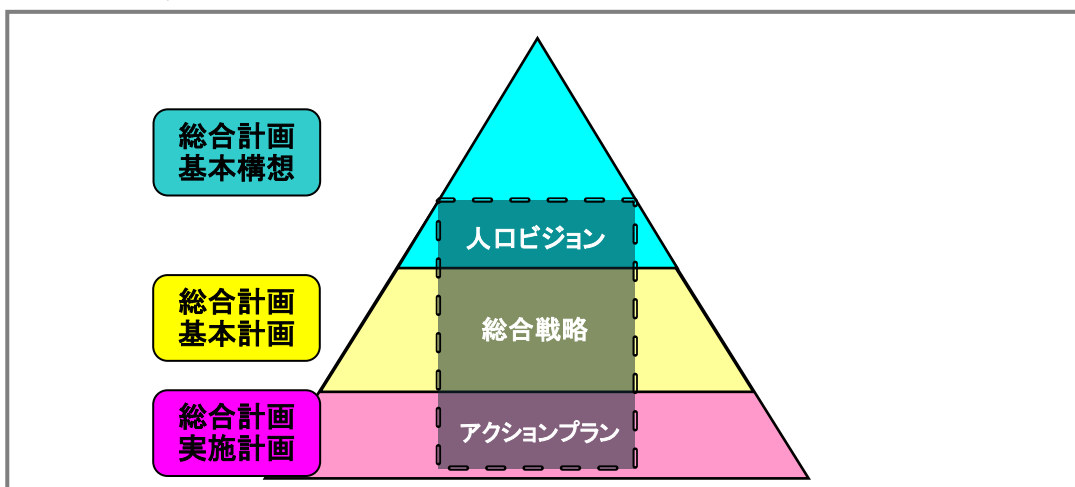 総合計画
基本構想
人口ビジョン
総合計画
基本計画
総合戦略
総合計画
実施計画
アクションプラン